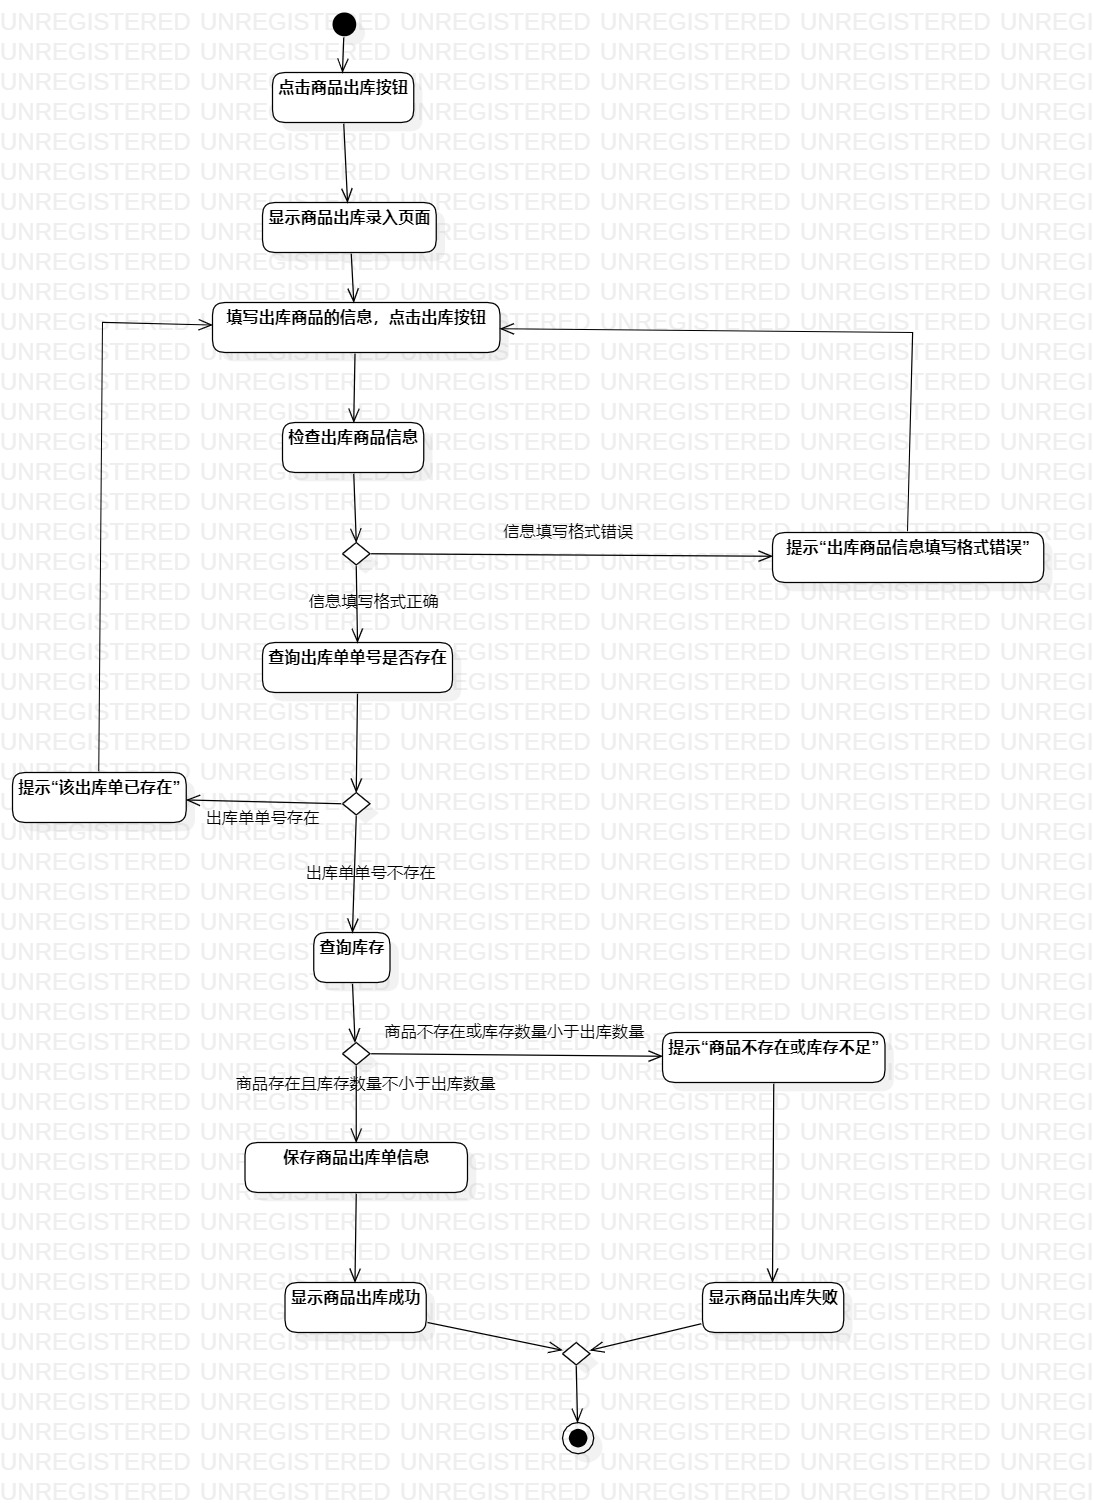 点击商品出库按钮
显示商品出库录入页面
填写出库商品的信息，点击出库按钮
检查出库商品信息
信息填写格式错误
提示“出库商品信息填写格式错误”
信息填写格式正确
查询出库单单号是否存在
提示“该出库单已存在”
出库单单号存在
出库单单号不存在
查询库存
商品不存在或库存数量小于出库数量
提示“商品不存在或库存不足”
商品存在且库存数量不小于出库数量
保存商品出库单信息
显示商品出库成功
显示商品出库失败
UNREGISTERED